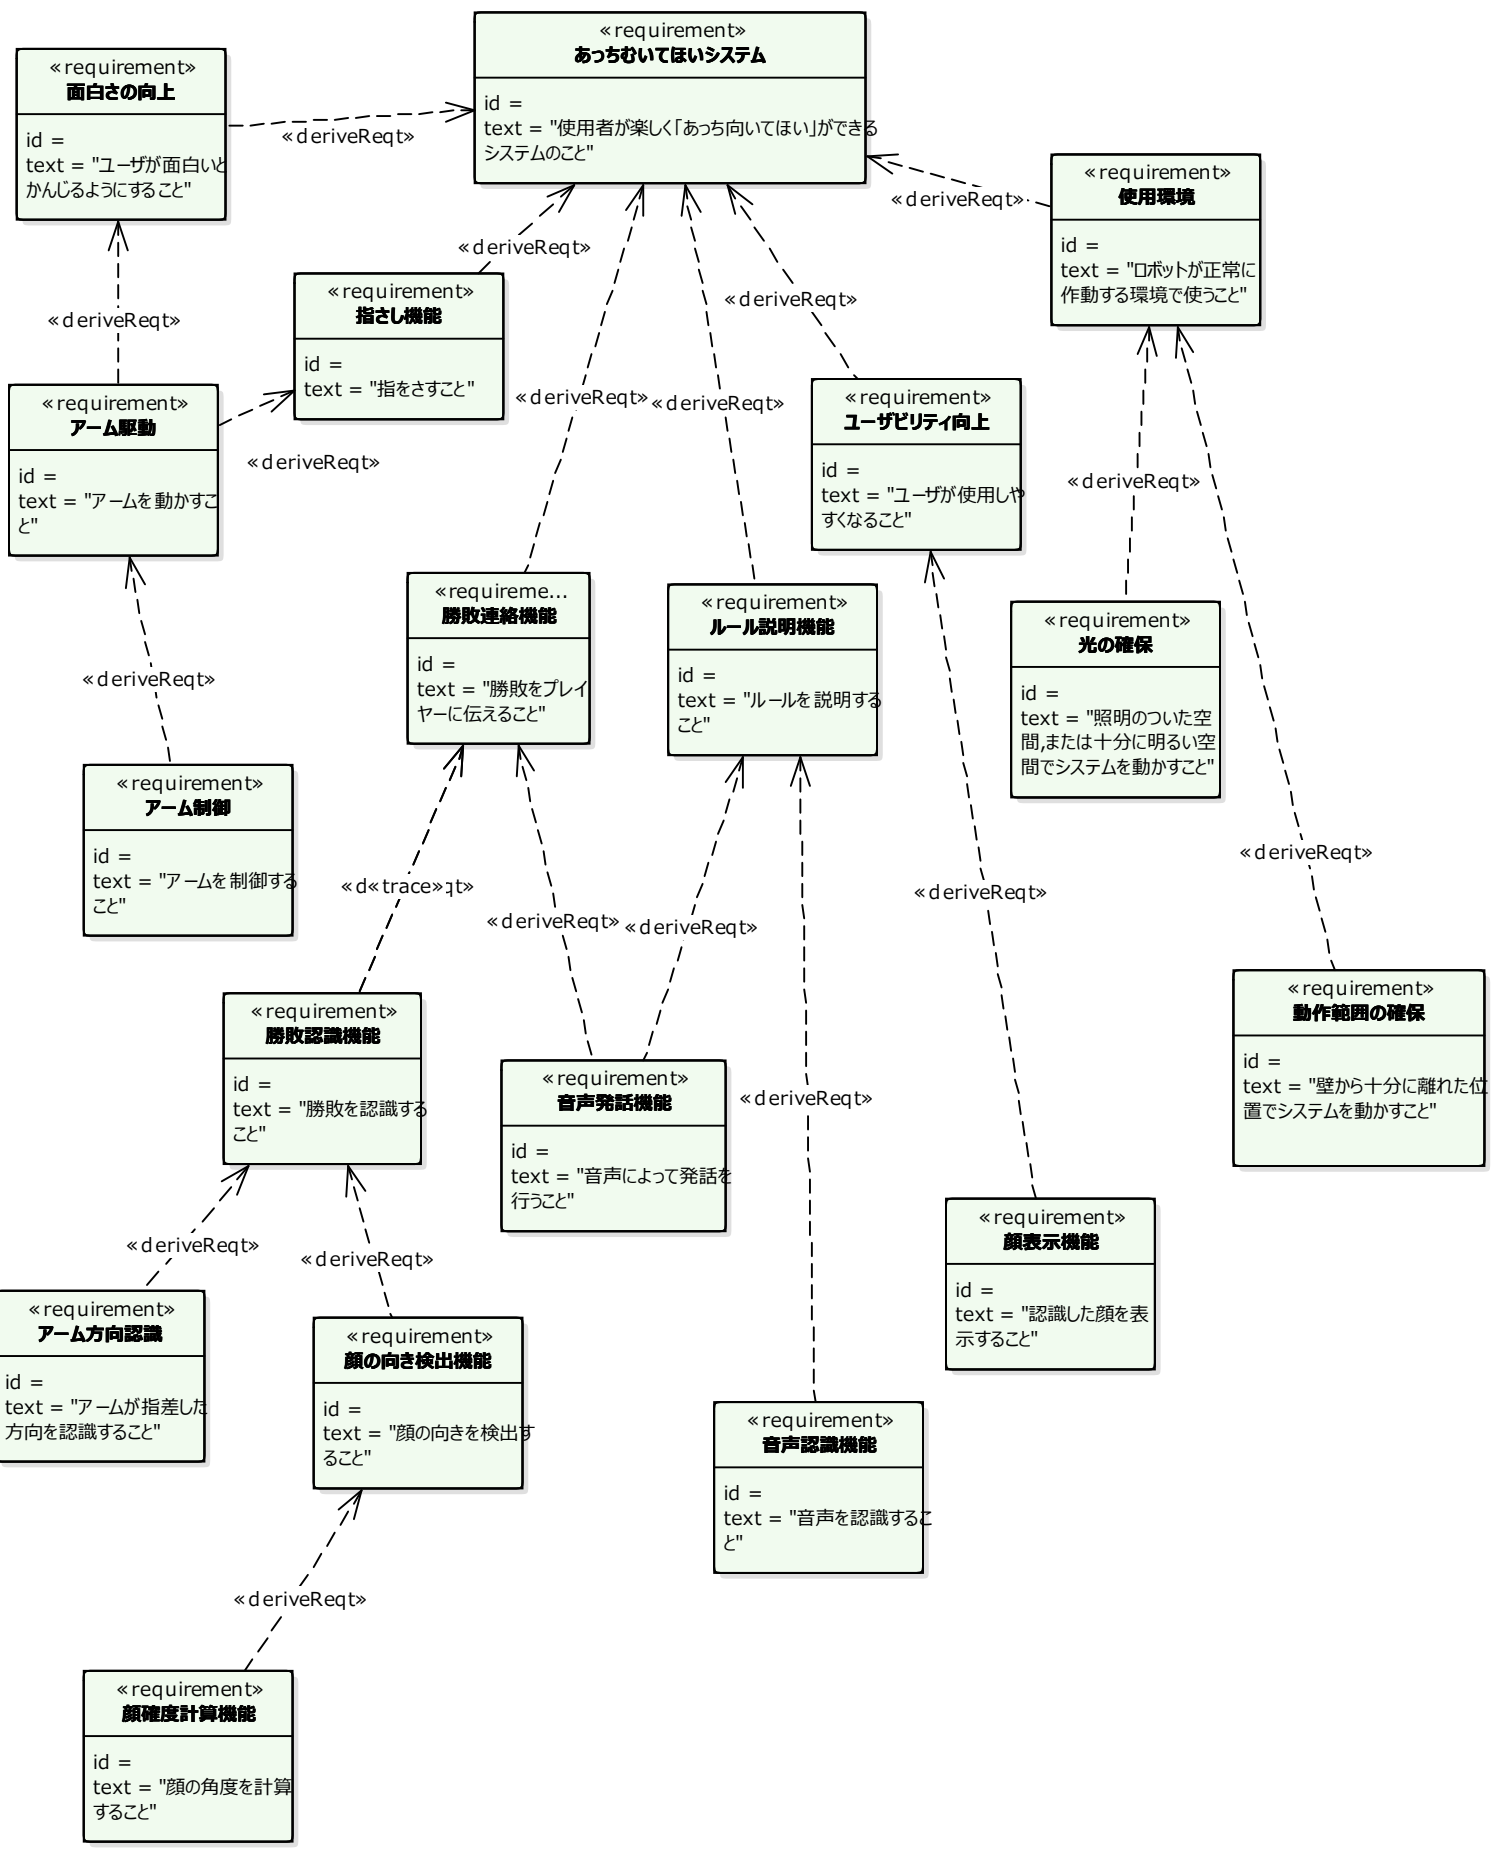 «requirement»
あっちむいてほいシステム
id =
text = "使用者が楽しく「あっち向いてほい」ができる
システムのこと"
«requirement»
面白さの向上
id =
text = "ユーザが面白いと
かんじるようにすること"
«deriveReqt»
«requirement»
使用環境
id =
text = "ロボットが正常に
作動する環境で使うこと"
«deriveReqt»
«deriveReqt»
«requirement»
指さし機能
id =
text = "指をさすこと"
«deriveReqt»
«deriveReqt»
«requirement»
アーム駆動
id =
text = "アームを動かすこ
と"
«deriveReqt»
«deriveReqt»
«deriveReqt»
«requirement»
ユーザビリティ向上
id =
text = "ユーザが使用しや
すくなること"
«deriveReqt»
«requireme...
勝敗連絡機能
id =
text = "勝敗をプレイ
ヤーに伝えること"
«requirement»
ルール説明機能
id =
text = "ルールを説明する
こと"
«requirement»
光の確保
id =
text = "照明のついた空
間,または十分に明るい空
間でシステムを動かすこと"
«deriveReqt»
«requirement»
アーム制御
id =
text = "アームを制御する
こと"
«deriveReqt»
«d«trace»qt»
«deriveReqt»
«deriveReqt»
«deriveReqt»
«requirement»
動作範囲の確保
id =
text = "壁から十分に離れた位
置でシステムを動かすこと"
«requirement»
勝敗認識機能
id =
text = "勝敗を認識する
こと"
«requirement»
音声発話機能
id =
text = "音声によって発話を
行うこと"
«deriveReqt»
«deriveReqt»
«deriveReqt»
«requirement»
顔表示機能
id =
text = "認識した顔を表
示すること"
«requirement»
アーム方向認識
id =
text = "アームが指差した
方向を認識すること"
«requirement»
顔の向き検出機能
id =
text = "顔の向きを検出す
ること"
«requirement»
音声認識機能
id =
text = "音声を認識するこ
と"
«deriveReqt»
«requirement»
顔確度計算機能
id =
text = "顔の角度を計算
すること"